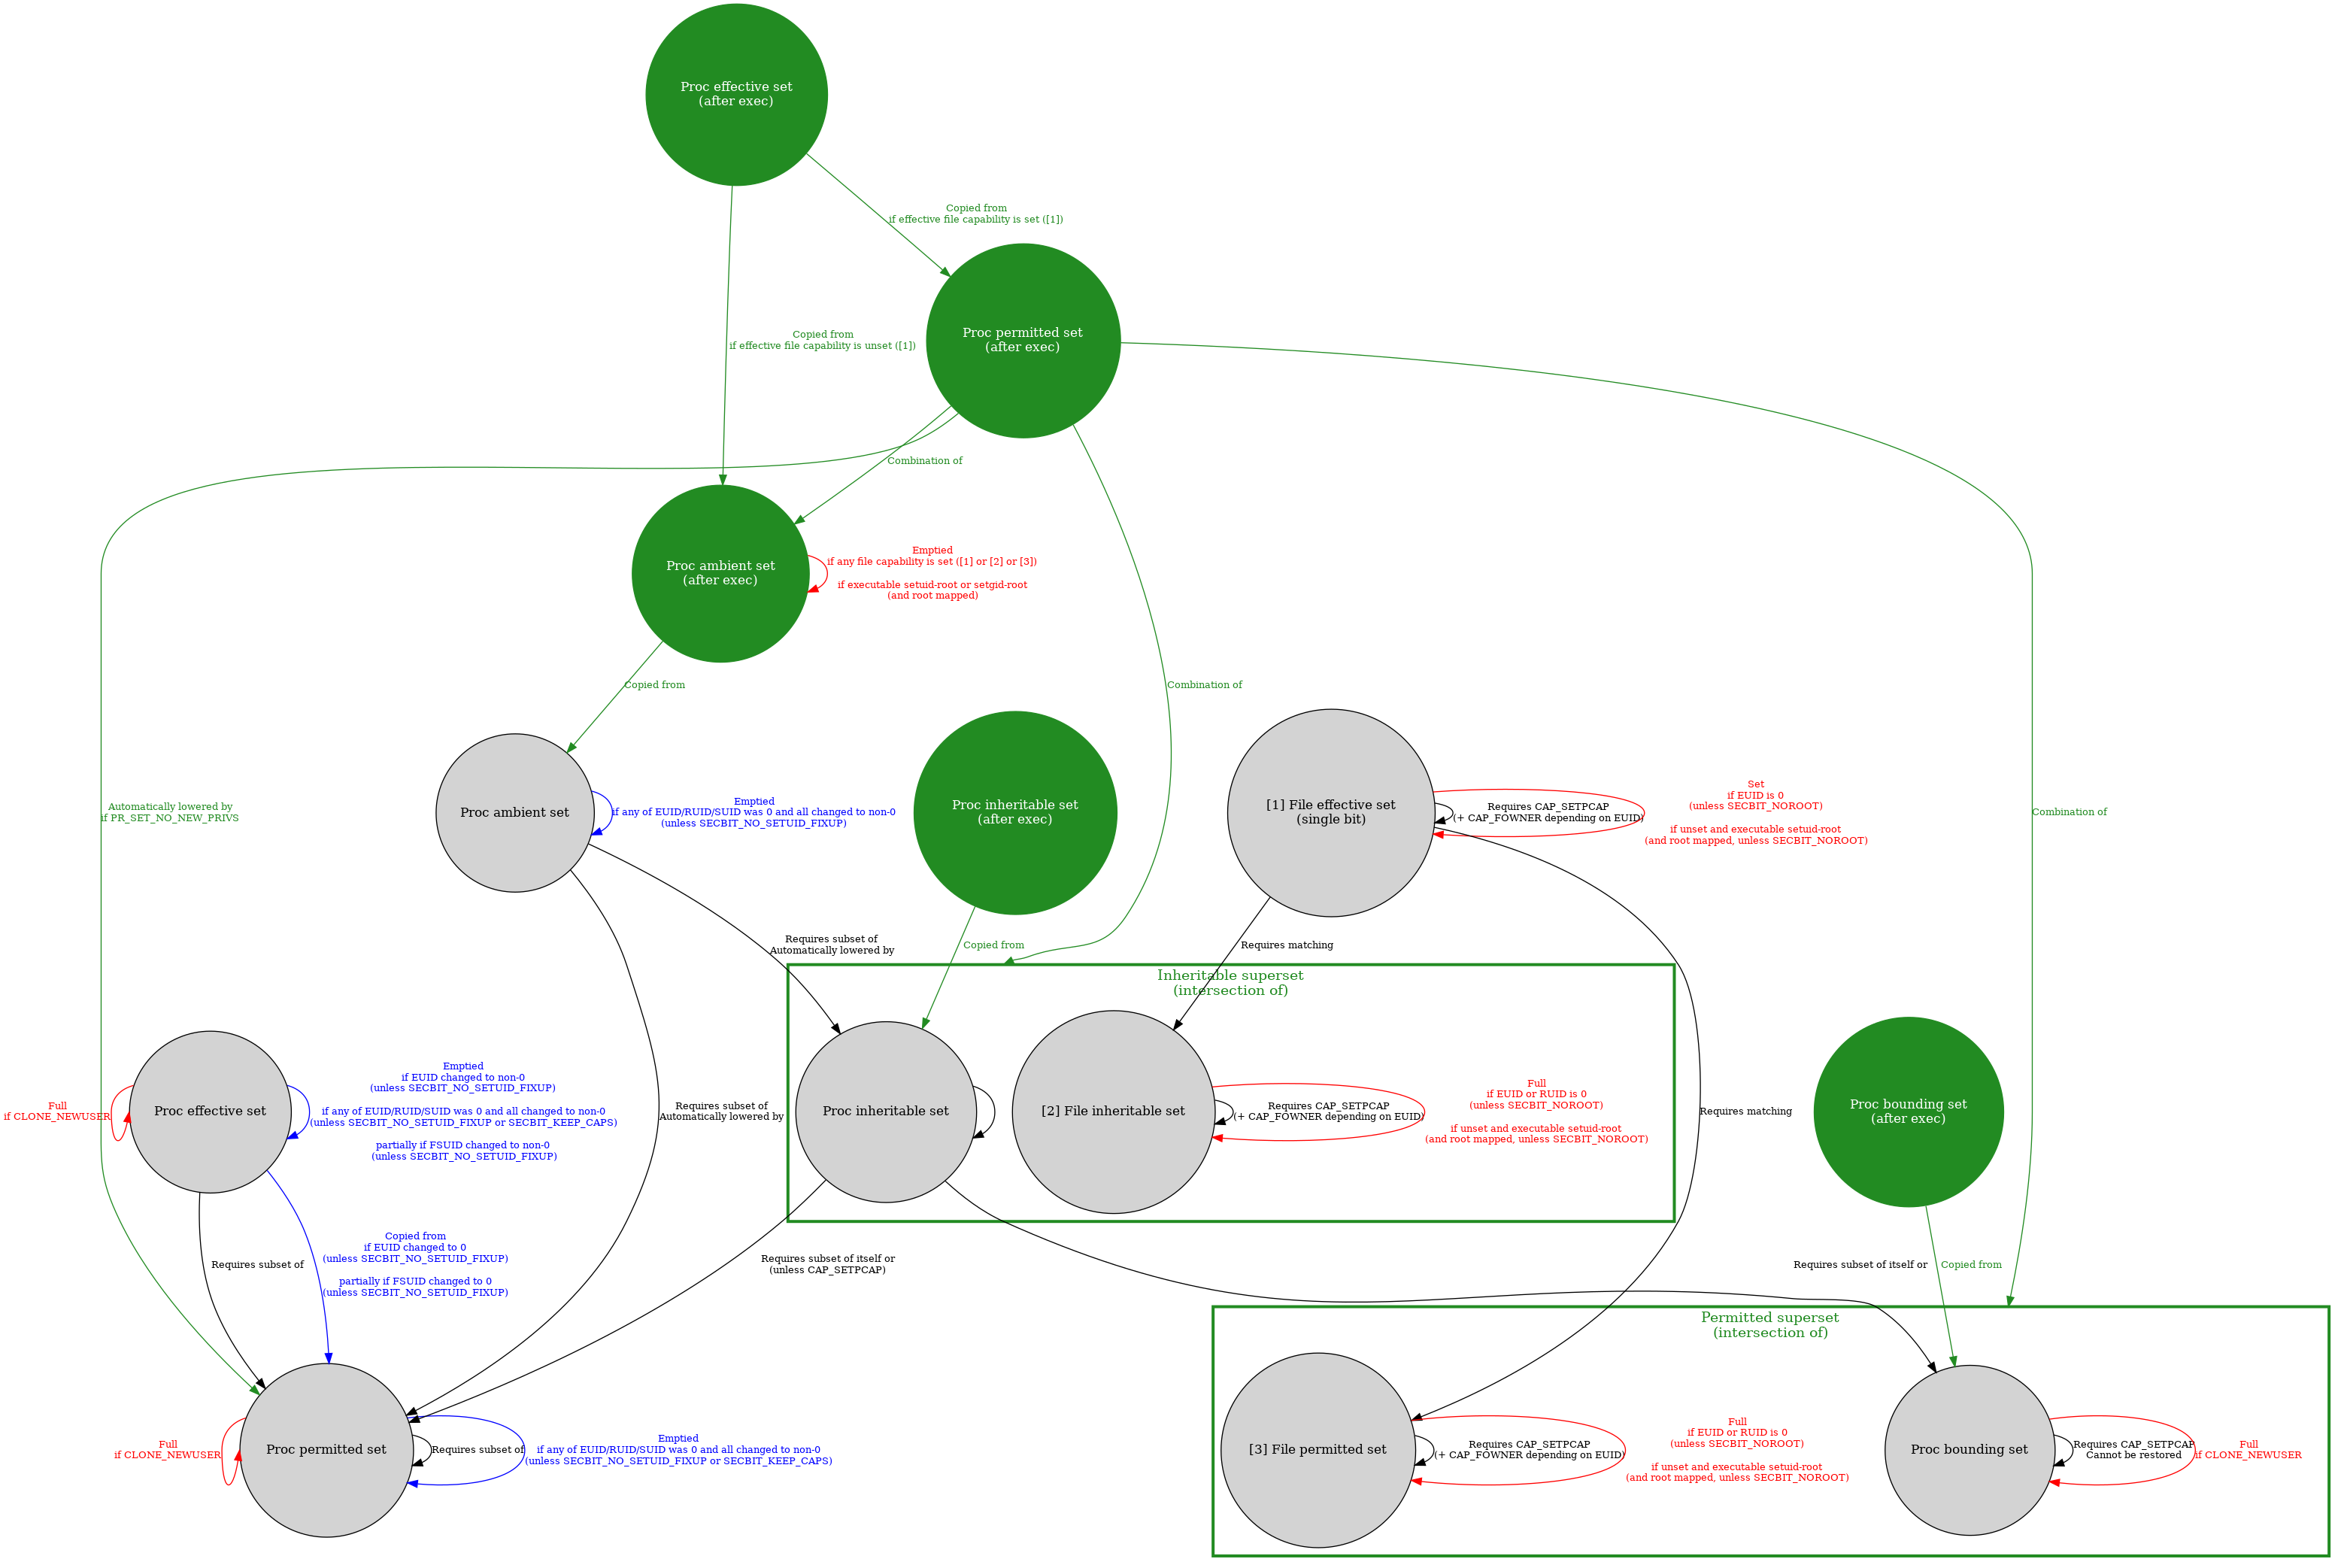 Proc effective set
(after exec)
Copied from
if effective file capability is set ([1])
Proc permitted set
(after exec)
Copied from
if effective file capability is unset ([1])
Combination of
Proc ambient set
(after exec)
Emptied
if any file capability is set ([1] or [2] or [3])
if executable setuid-root or setgid-root
(and root mapped)
Copied from
Combination of
Automatically lowered by
if PR_SET_NO_NEW_PRIVS
Proc ambient set
Emptied
if any of EUID/RUID/SUID was 0 and all changed to non-0
(unless SECBIT_NO_SETUID_FIXUP)
Proc inheritable set
(after exec)
[1] File effective set
(single bit)
Requires CAP_SETPCAP
(+ CAP_FOWNER depending on EUID)
Set
if EUID is 0
(unless SECBIT_NOROOT)
if unset and executable setuid-root
(and root mapped, unless SECBIT_NOROOT)
Combination of
Requires subset of
Automatically lowered by
Copied from
Requires matching
Inheritable superset
(intersection of)
Full
if CLONE_NEWUSER
Proc effective set
Emptied
if EUID changed to non-0
(unless SECBIT_NO_SETUID_FIXUP)
if any of EUID/RUID/SUID was 0 and all changed to non-0
(unless SECBIT_NO_SETUID_FIXUP or SECBIT_KEEP_CAPS)
partially if FSUID changed to non-0
(unless SECBIT_NO_SETUID_FIXUP)
Requires subset of
Automatically lowered by
Proc inheritable set
[2] File inheritable set
Requires CAP_SETPCAP
(+ CAP_FOWNER depending on EUID)
Full
if EUID or RUID is 0
(unless SECBIT_NOROOT)
if unset and executable setuid-root
(and root mapped, unless SECBIT_NOROOT)
Requires matching
Proc bounding set
(after exec)
Requires subset of
Copied from
if EUID changed to 0
(unless SECBIT_NO_SETUID_FIXUP)
partially if FSUID changed to 0
(unless SECBIT_NO_SETUID_FIXUP)
Requires subset of itself or
(unless CAP_SETPCAP)
Requires subset of itself or
Copied from
Permitted superset
(intersection of)
Full
if CLONE_NEWUSER
Proc permitted set
Requires subset of
Emptied
if any of EUID/RUID/SUID was 0 and all changed to non-0
(unless SECBIT_NO_SETUID_FIXUP or SECBIT_KEEP_CAPS)
[3] File permitted set
Requires CAP_SETPCAP
(+ CAP_FOWNER depending on EUID)
Full
if EUID or RUID is 0
(unless SECBIT_NOROOT)
if unset and executable setuid-root
(and root mapped, unless SECBIT_NOROOT)
Proc bounding set
Requires CAP_SETPCAP
Cannot be restored
Full
if CLONE_NEWUSER